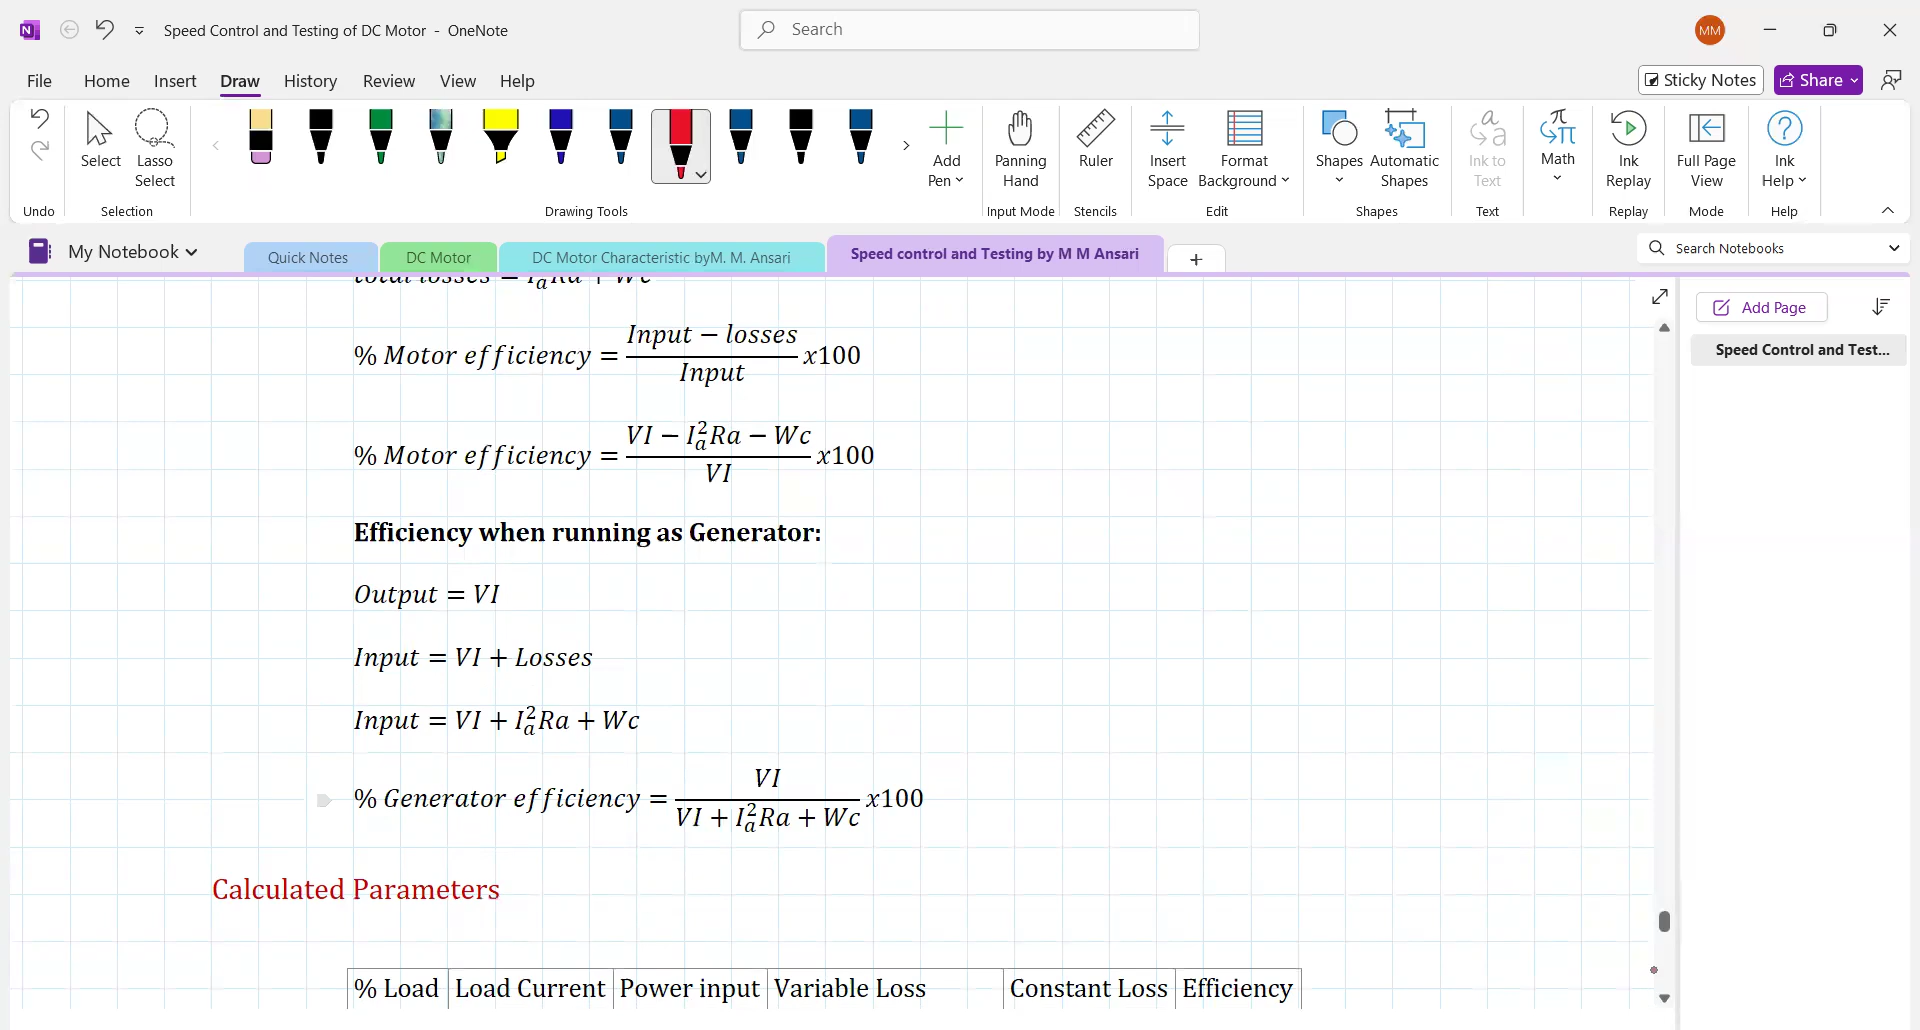 Speed Control and Testing of DC Motor - OneNote
Search
MM
File Home Insert Draw History Review View Help
Sticky Notes
Share
Undo
Select
Lasso Select
Selection
Drawing Tools
Add Pen
Panning Hand
Input Mode
Ruler
Stencils
Insert Space
Format Background
Edit
Shapes
Automatic Shapes
Shapes
Ink to Text
Text
Math
Ink Replay
Replay
Full Page View
Mode
Ink Help
Help
My Notebook
Quick Notes
DC Motor
DC Motor Characteristic byM. M. Ansari
Speed control and Testing by M M Ansari
+
Search Notebooks
Add Page
Speed Control and Test...
total losses = I_a^2Ra + Wc
% Motor efficiency = (Input − losses)/Input x100
% Motor efficiency = (VI − I_a^2Ra − Wc)/VI x100
Efficiency when running as Generator:
Output = VI
Input = VI + Losses
Input = VI + I_a^2Ra + Wc
% Generator efficiency = VI/(VI + I_a^2Ra + Wc) x100
Calculated Parameters
% Load Load Current Power input Variable Loss Constant Loss Efficiency